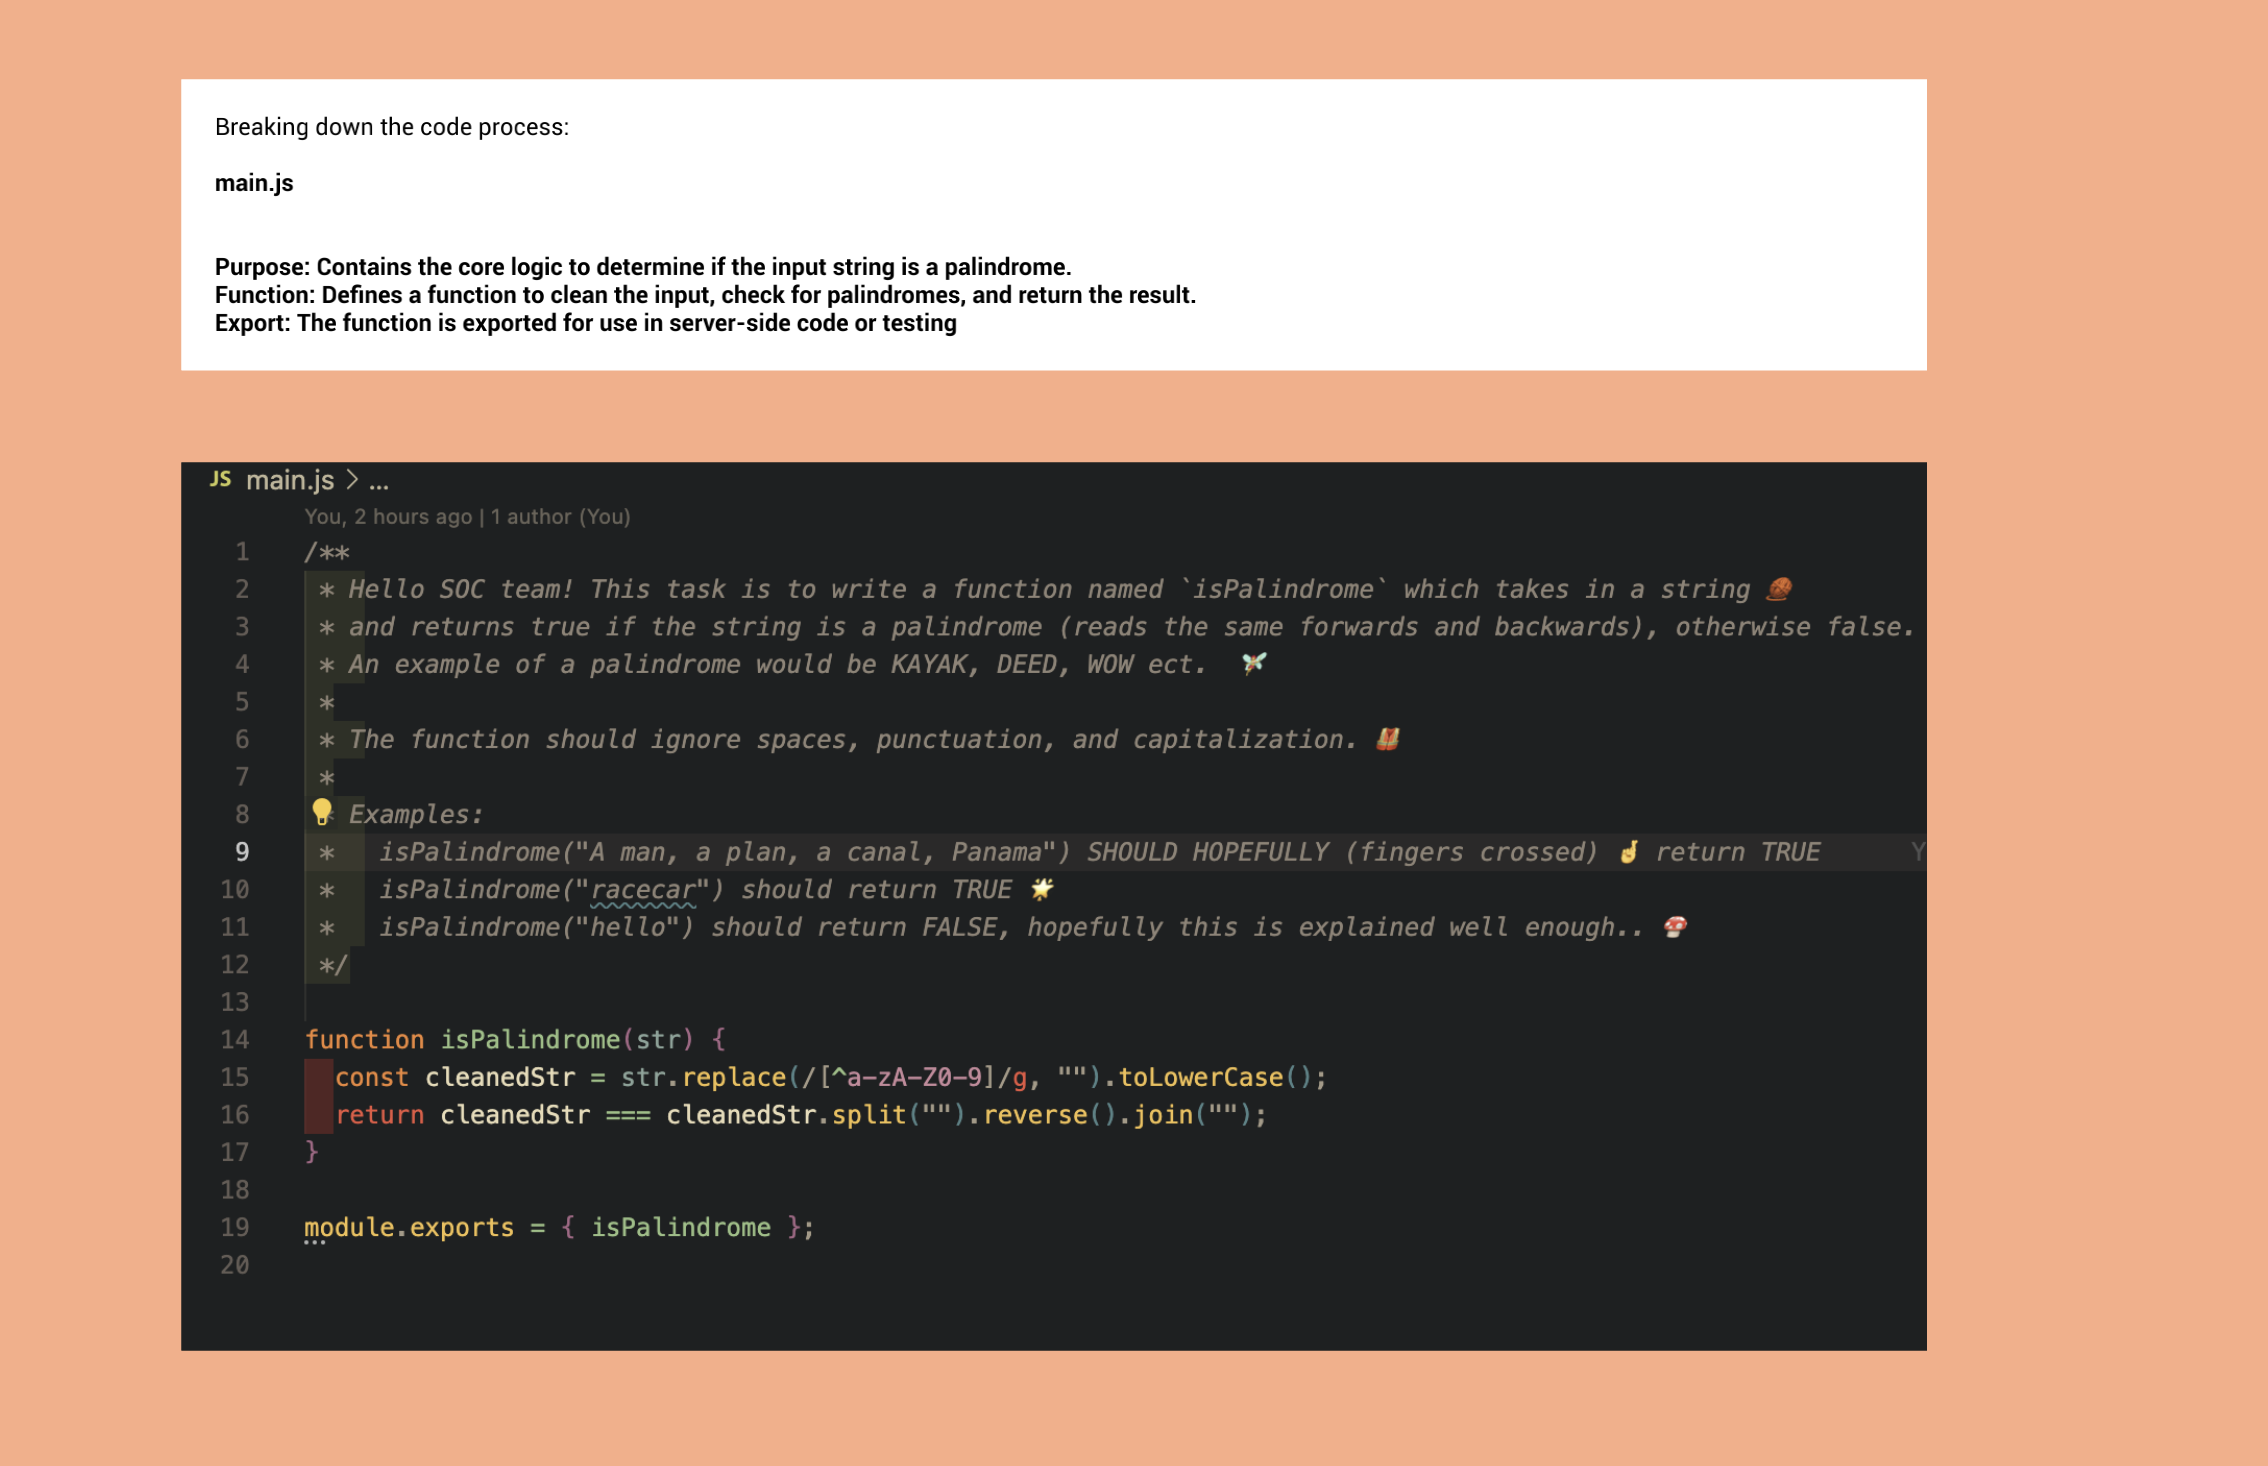 Breaking down the code process:
main.js
Purpose: Contains the core logic to determine if the input string is a palindrome.
Function: Defines a function to clean the input, check for palindromes, and return the result.
Export: The function is exported for use in server-side code or testing
JS main.js > ...
You, 2 hours ago | 1 author (You)
1 /**
2 * Hello SOC team! This task is to write a function named `isPalindrome` which takes in a string 🧶
3 * and returns true if the string is a palindrome (reads the same forwards and backwards), otherwise false.
4 * An example of a palindrome would be KAYAK, DEED, WOW ect.
5 *
6 * The function should ignore spaces, punctuation, and capitalization. 🦺
7 *
8 * Examples:
9 *   isPalindrome("A man, a plan, a canal, Panama") SHOULD HOPEFULLY (fingers crossed) 🤞 return TRUE Y
10 *   isPalindrome("racecar") should return TRUE 🌟
11 *   isPalindrome("hello") should return FALSE, hopefully this is explained well enough.. 🍄
12 */
13
14 function isPalindrome(str) {
15   const cleanedStr = str.replace(/[^a-zA-Z0-9]/g, "").toLowerCase();
16   return cleanedStr === cleanedStr.split("").reverse().join("");
17 }
18
19 module.exports = { isPalindrome };
20